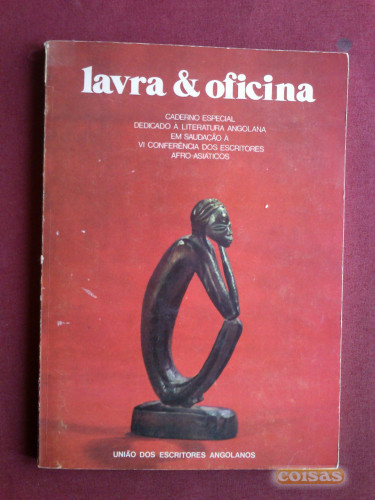 lavra & oficina
CADERNO ESPECIAL
DEDICADO À LITERATURA ANGOLANA
EM SAUDAÇÃO À
VI CONFERÊNCIA DOS ESCRITORES
AFRO-ASIÁTICOS
UNIÃO DOS ESCRITORES ANGOLANOS
coisas